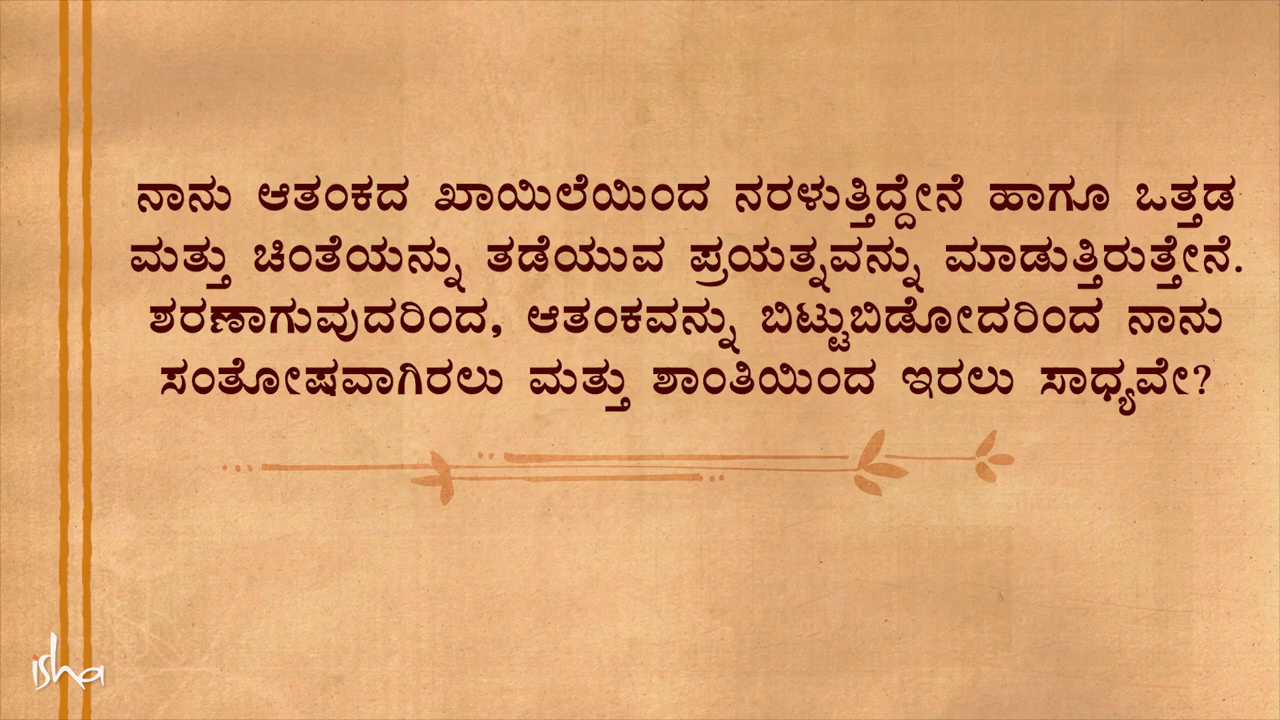 ನಾನು ಆತಂಕದ ಖಾಯಿಲೆಯಿಂದ ನರಳುತ್ತಿದ್ದೇನೆ ಹಾಗೂ ಒತ್ತಡ
ಮತ್ತು ಚಿಂತೆಯನ್ನು ತಡೆಯುವ ಪ್ರಯತ್ನವನ್ನು ಮಾಡುತ್ತಿರುತ್ತೇನೆ.
ಶರಣಾಗುವುದರಿಂದ, ಆತಂಕವನ್ನು ಬಿಟ್ಟುಬಿಡೋದರಿಂದ ನಾನು
ಸಂತೋಷವಾಗಿರಲು ಮತ್ತು ಶಾಂತಿಯಿಂದ ಇರಲು ಸಾಧ್ಯವೇ?
isha